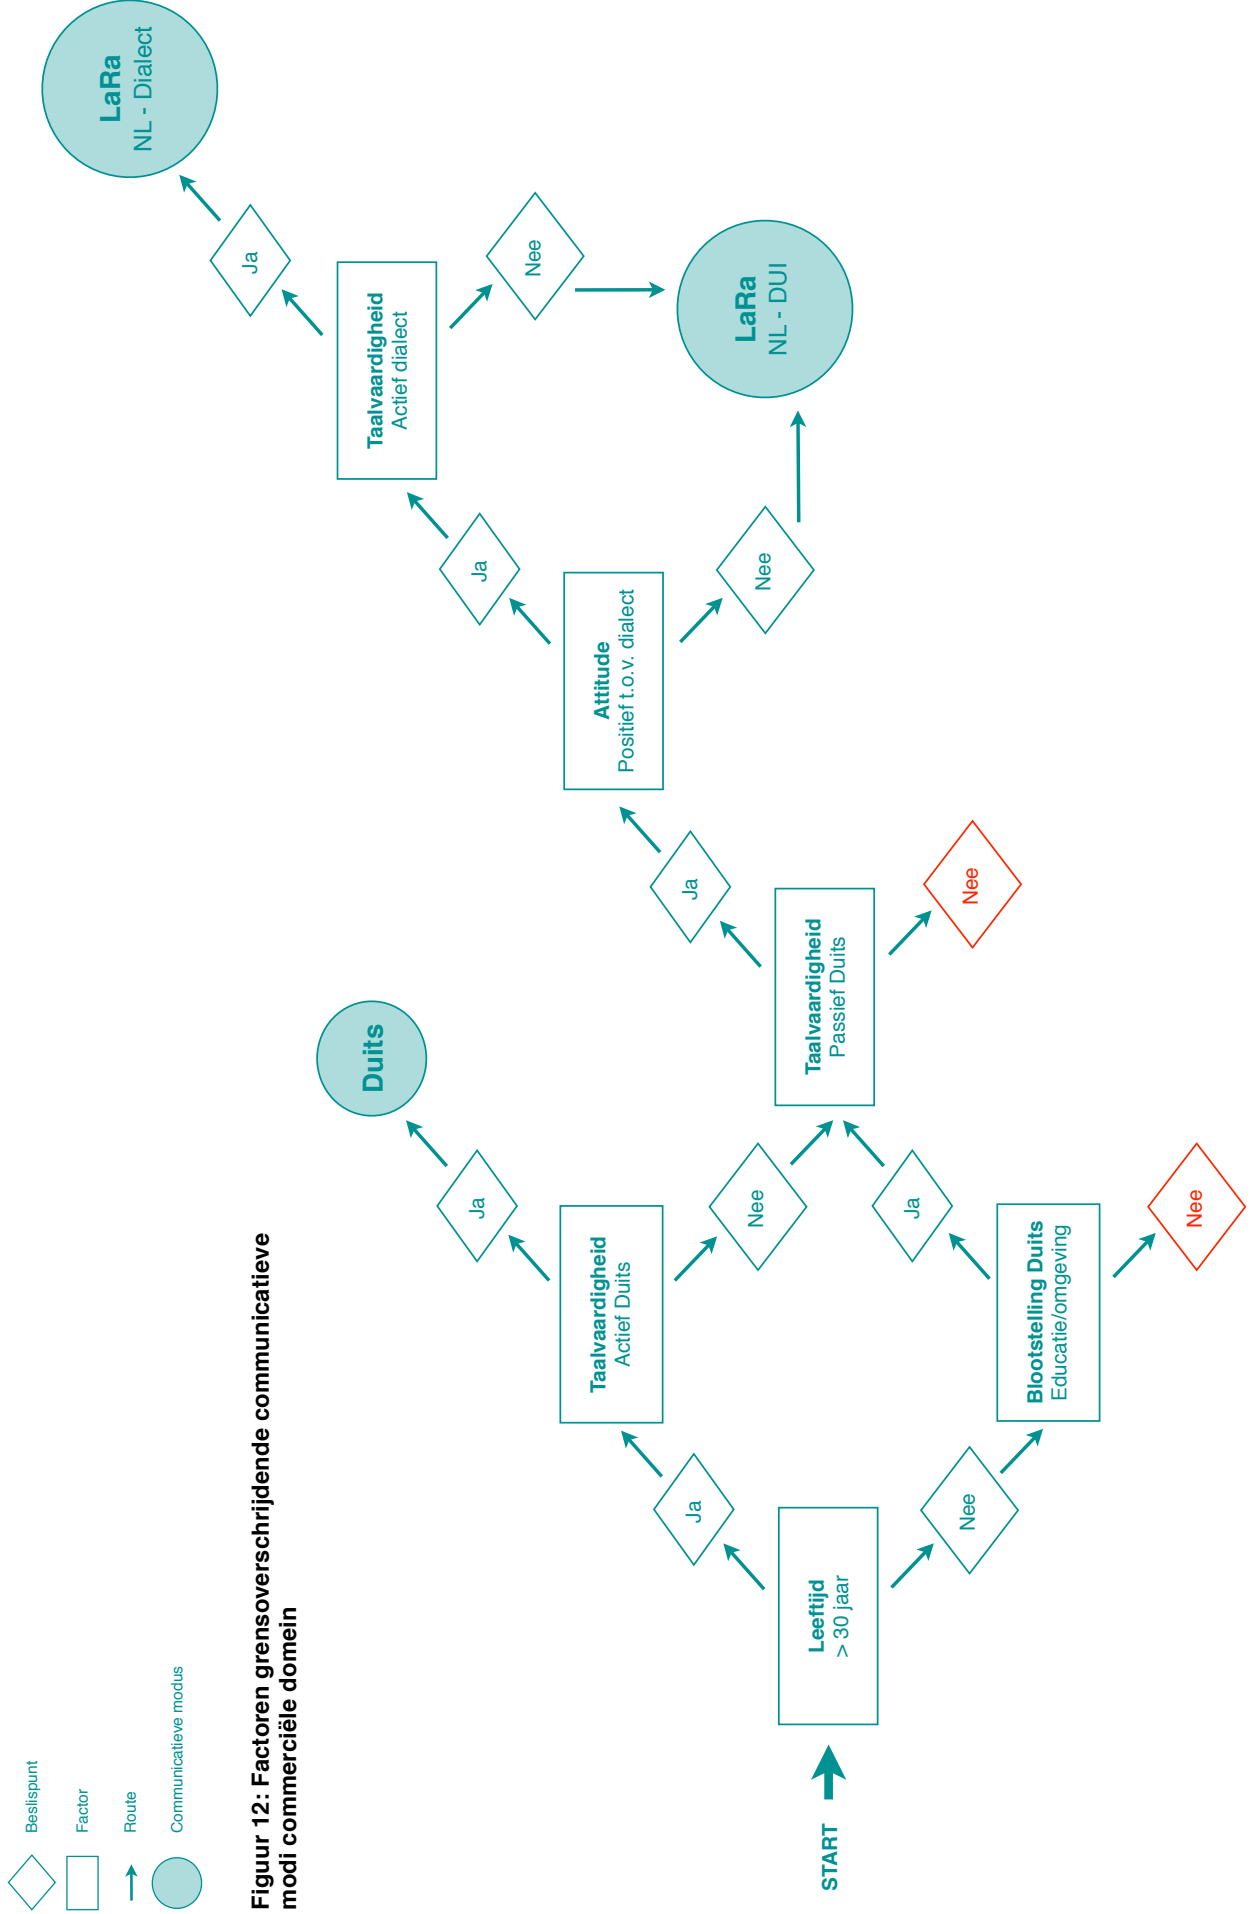 Beslispunt
Factor
Route
Communicatieve modus
Figuur 12: Factoren grensoverschrijdende communicatieve
modi commerciële domein
START
Leeftijd
> 30 jaar
Ja
Nee
Taalvaardigheid
Actief Duits
Blootstelling Duits
Educatie/omgeving
Ja
Nee
Ja
Nee
Duits
Taalvaardigheid
Passief Duits
Ja
Nee
Attitude
Positief t.o.v. dialect
Ja
Nee
Taalvaardigheid
Actief dialect
Ja
Nee
LaRa
NL - DUI
LaRa
NL - Dialect